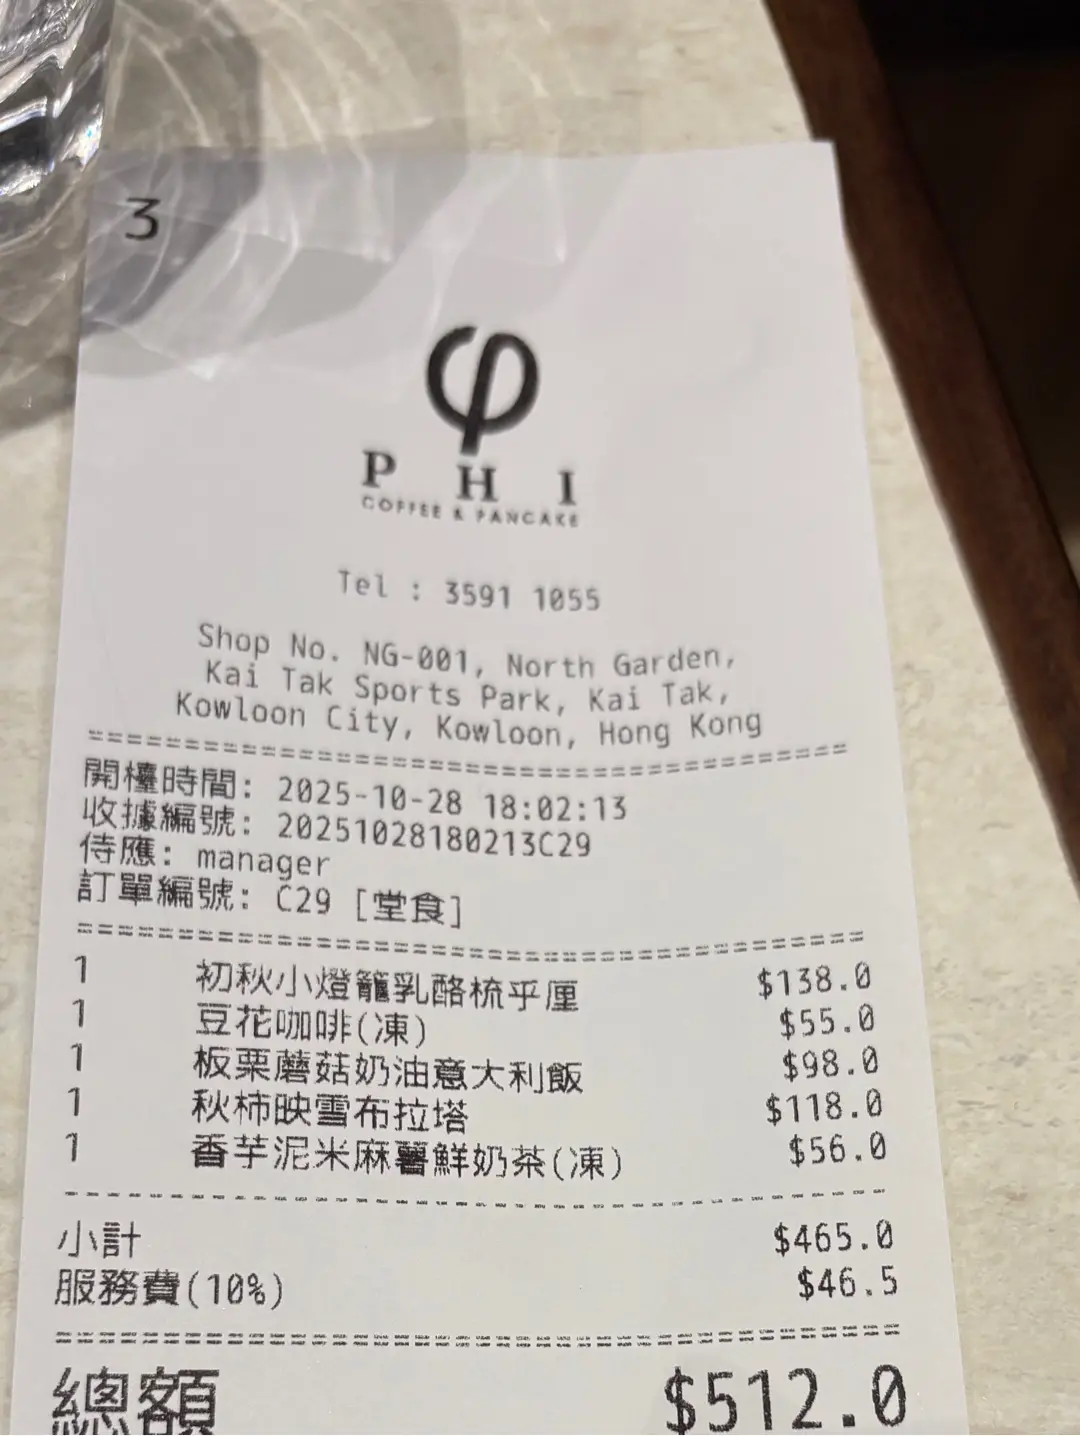 3
φ
PHI
COFFEE & PANCAKE
Tel : 3591 1055
Shop No. NG-001, North Garden,
Kai Tak Sports Park, Kai Tak,
Kowloon City, Kowloon, Hong Kong
開檯時間: 2025-10-28 18:02:13
收據編號: 20251028180213C29
侍應: manager
訂單編號: C29 [堂食]
1 初秋小燈籠乳酪梳乎厘 $138.0
1 豆花咖啡(凍) $55.0
1 板栗蘑菇奶油意大利飯 $98.0
1 秋柿映雪布拉塔 $118.0
1 香芋泥米麻薯鮮奶茶(凍) $56.0
小計 $465.0
服務費(10%) $46.5
總額 $512.0